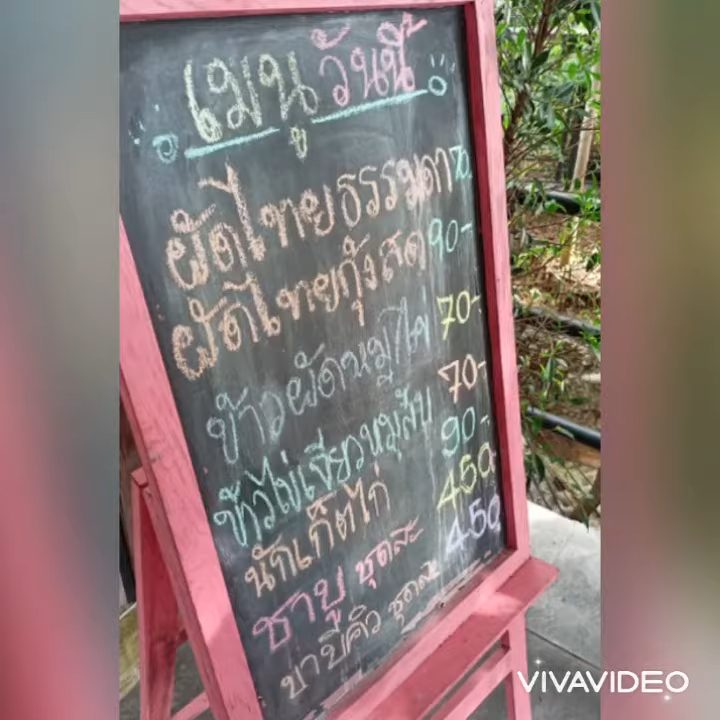 เมนูวันนี้
ผัดไทยธรรมดา 70
ผัดไทยกุ้งสด 90-
ข้าวผัดหมู/ไก่ 70-
ข้าวไข่เจียวหมูสับ 70-
นักเก็ตไก่ 90-
ชาบู ชุดละ 450
บาบีคิว ชุดละ 450
VIVAVIDEO